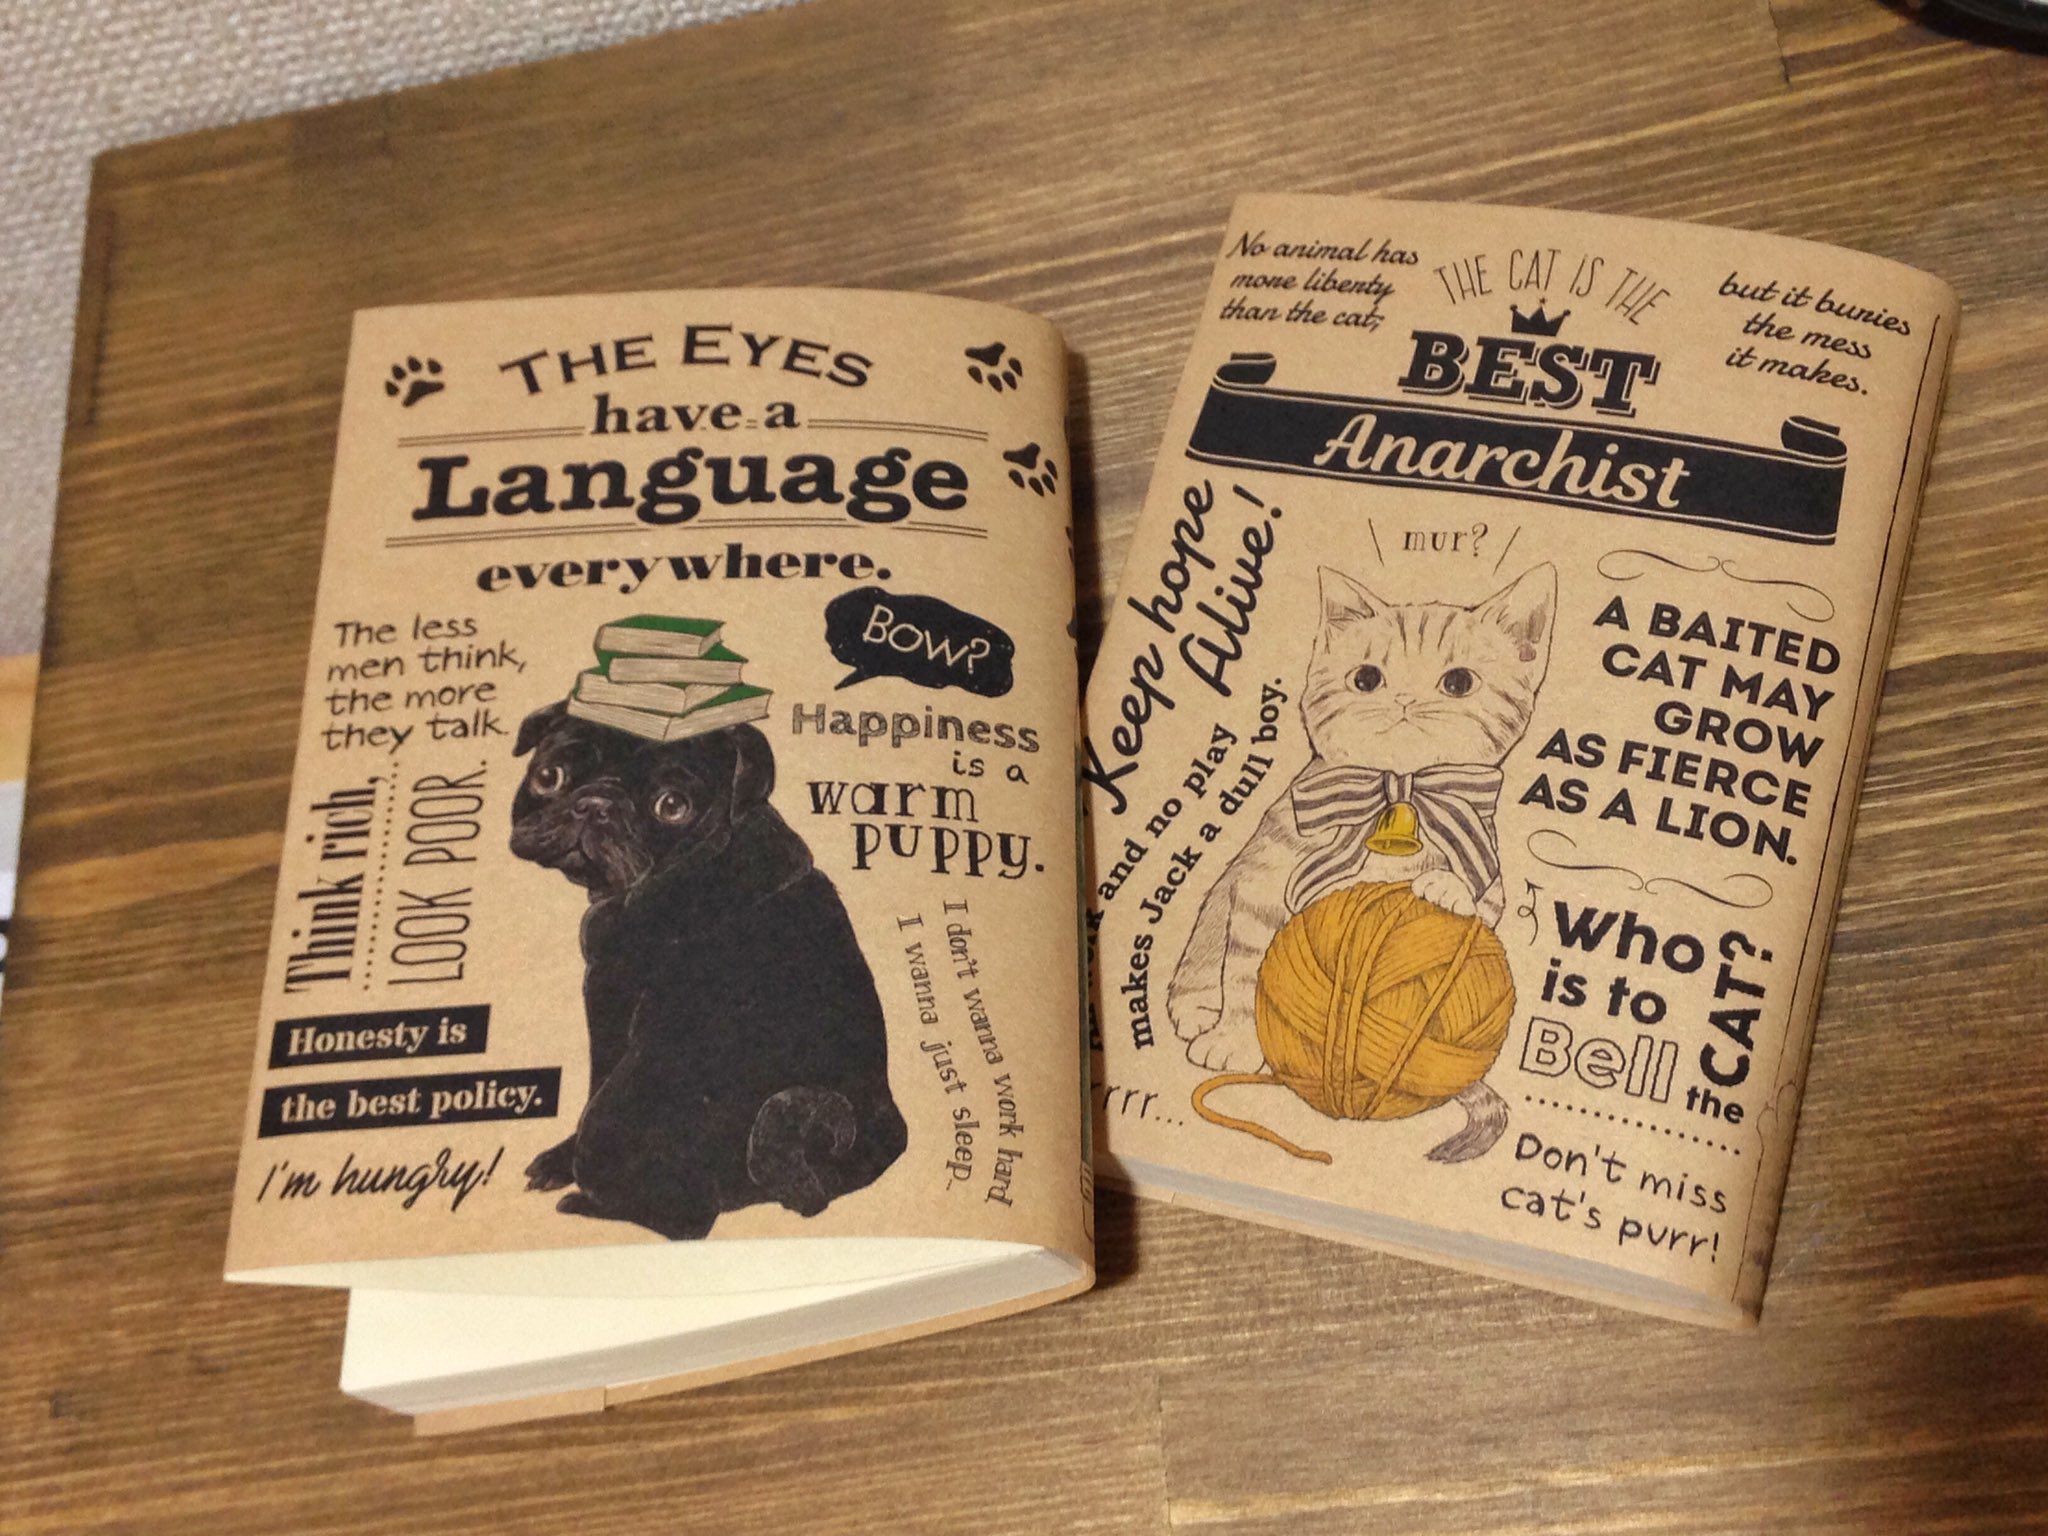 THE EYES
have a
Language
everywhere.
The less
men think,
the more
they talk.
Bow?
Happiness
is a
warm
puppy.
Think rich,
LOOK POOR.
I don't wanna work hard
I wanna just sleep..
Honesty is
the best policy.
I'm hungry!
No animal has
more liberty
than the cat;
THE CAT IS THE
BEST
Anarchist
but it buries
the mess
it makes.
Keep hope
Alive!
mur?
and no play
makes Jack a dull boy.
A BAITED
CAT MAY
GROW
AS FIERCE
AS A LION.
Who
is to
Bell
the
CAT?
rrr...
Don't miss
cat's purr!